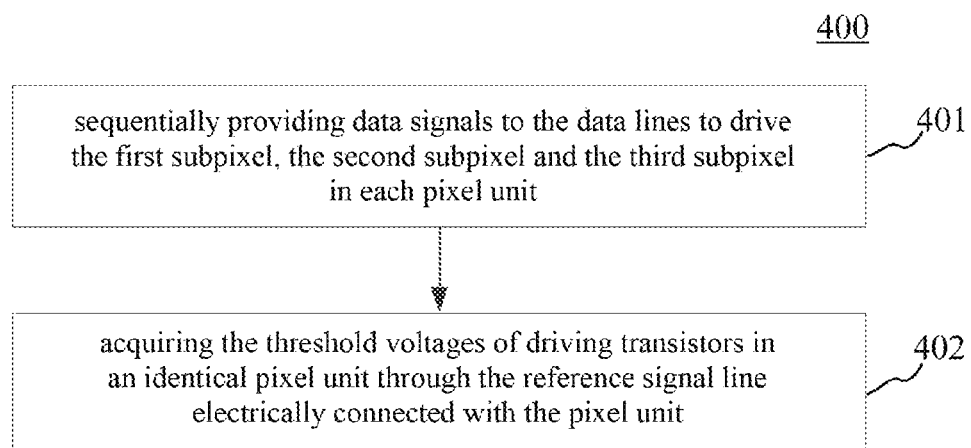 400
sequentially providing data signals to the data lines to drive
the first subpixel, the second subpixel and the third subpixel
in each pixel unit
401
acquiring the threshold voltages of driving transistors in
an identical pixel unit through the reference signal line
electrically connected with the pixel unit
402